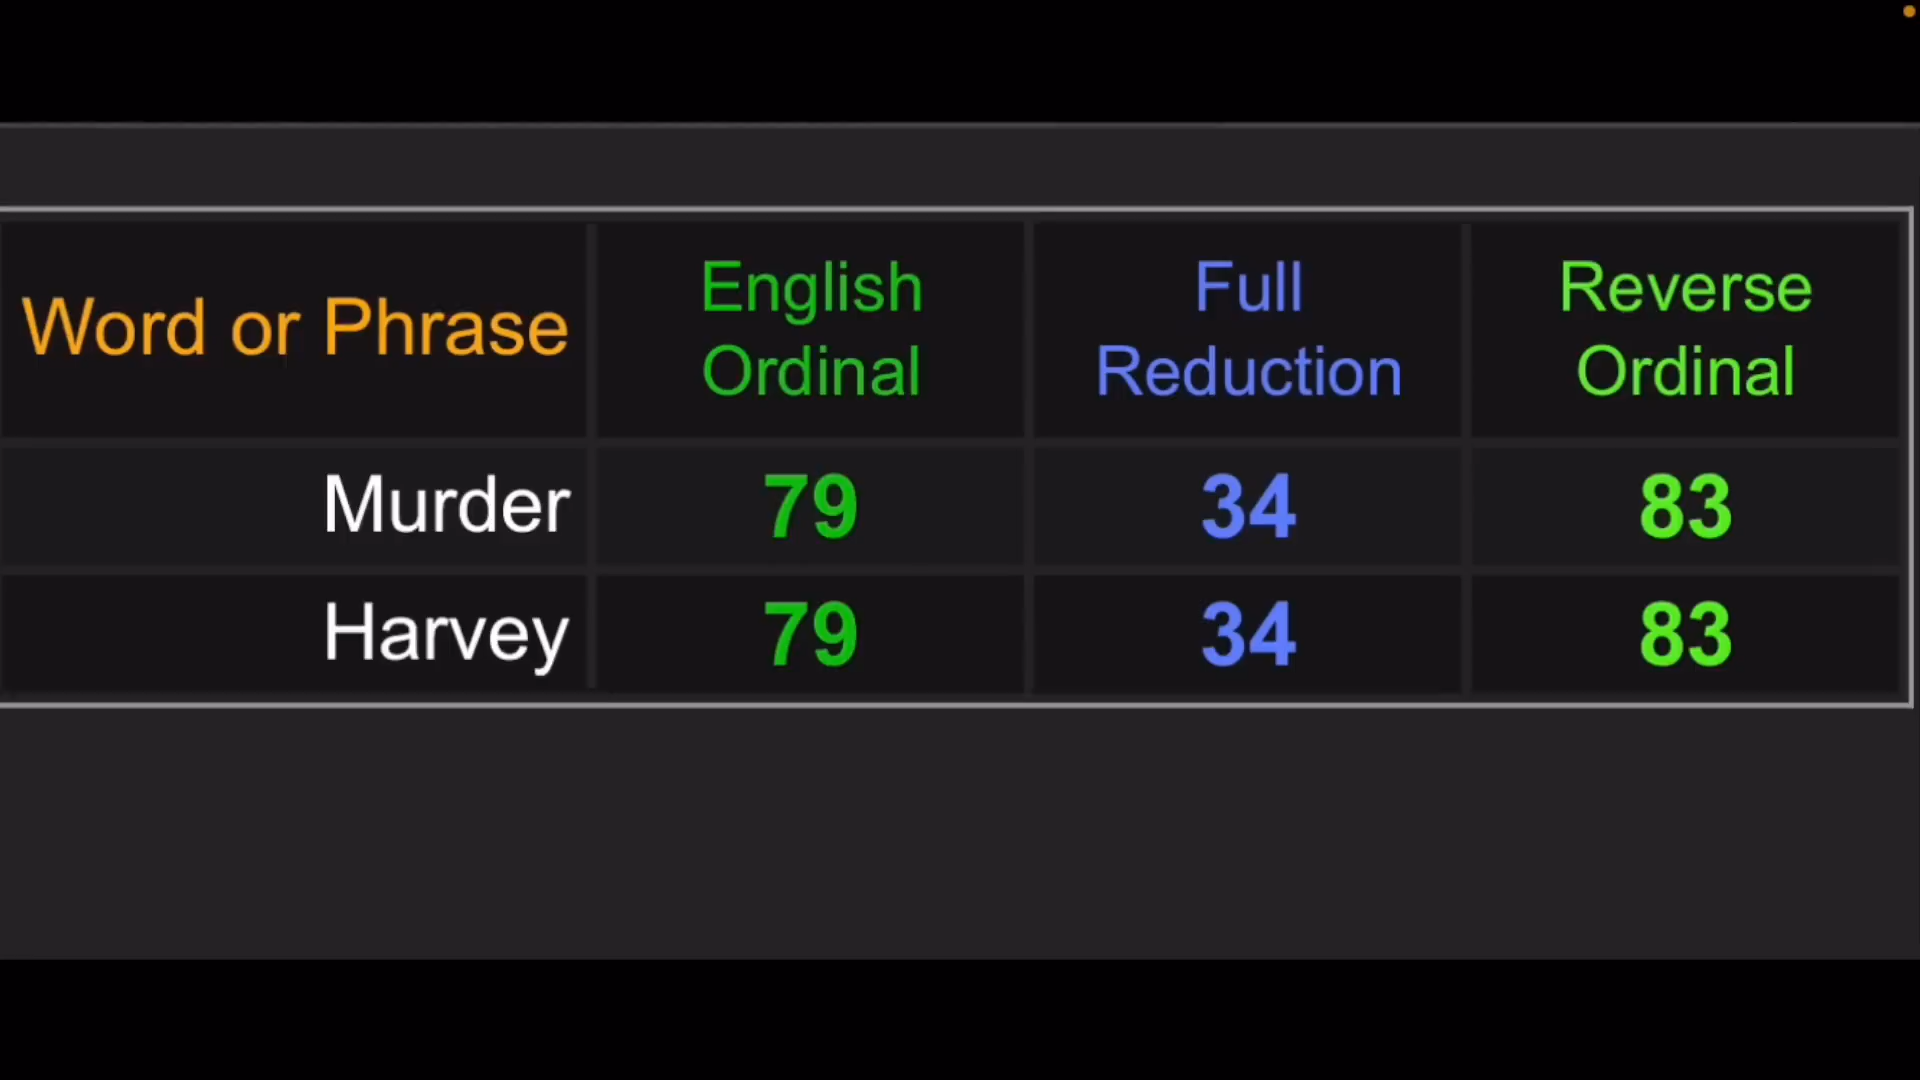 Word or Phrase
English
Ordinal
Full
Reduction
Reverse
Ordinal
Murder 79 34 83
Harvey 79 34 83